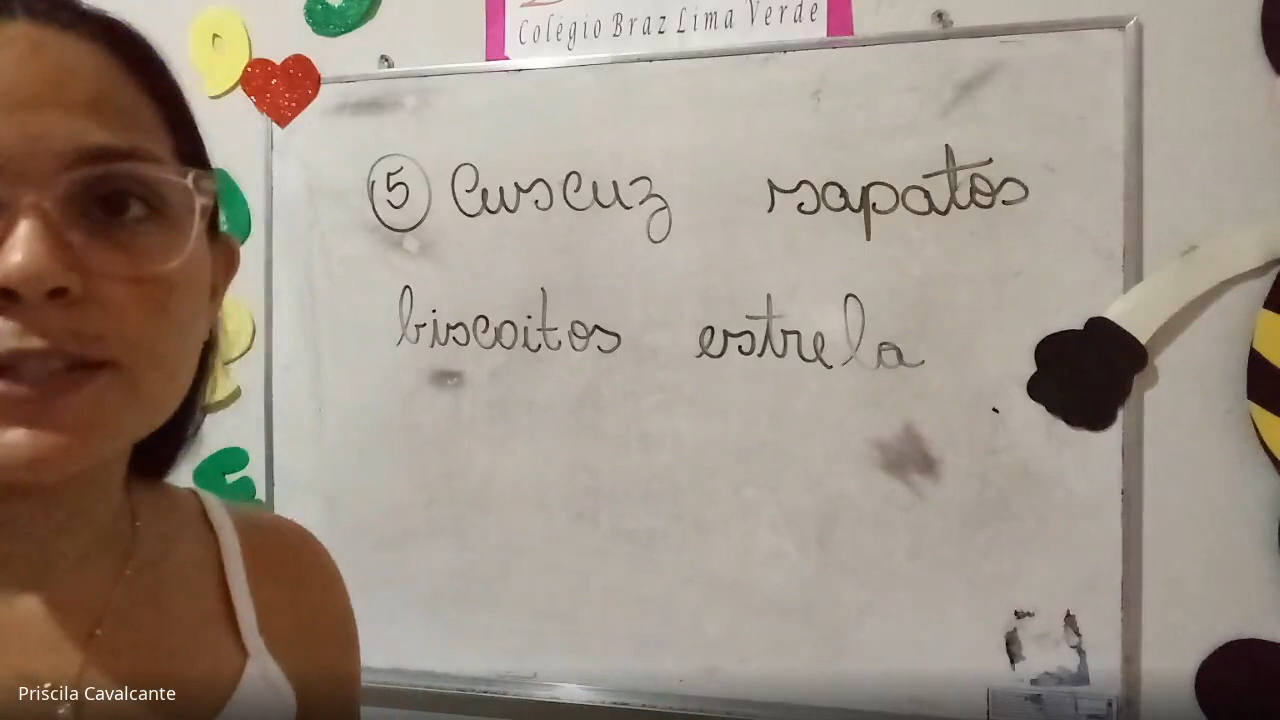 Colégio Braz Lima Verde
⑤ Cuscuz sapatos
biscoitos estrela
Priscila Cavalcante